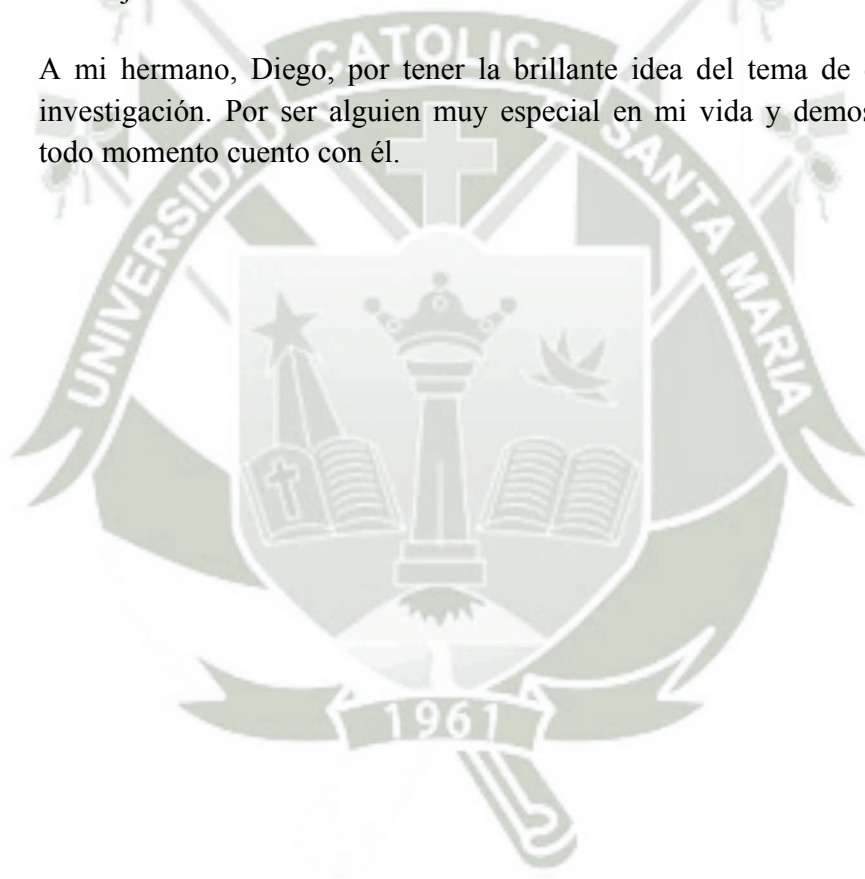 A mi hermano, Diego, por tener la brillante idea del tema de
investigación. Por ser alguien muy especial en mi vida y
todo momento cuento con él.
UNIVERSIDAD CATOLICA SANTA MARIA
1961